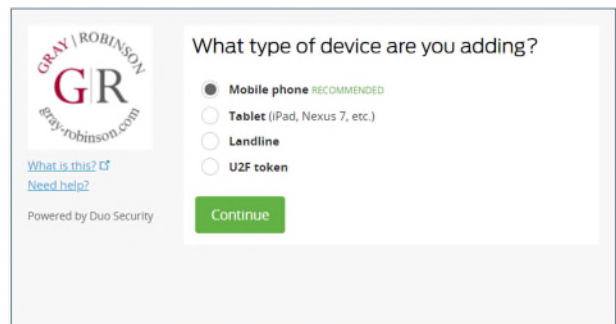 GRAY | ROBINSON
G|R
gray-robinson.com
What is this?
Need help?
Powered by Duo Security
What type of device are you adding?
Mobile phone RECOMMENDED
Tablet (iPad, Nexus 7, etc.)
Landline
U2F token
Continue